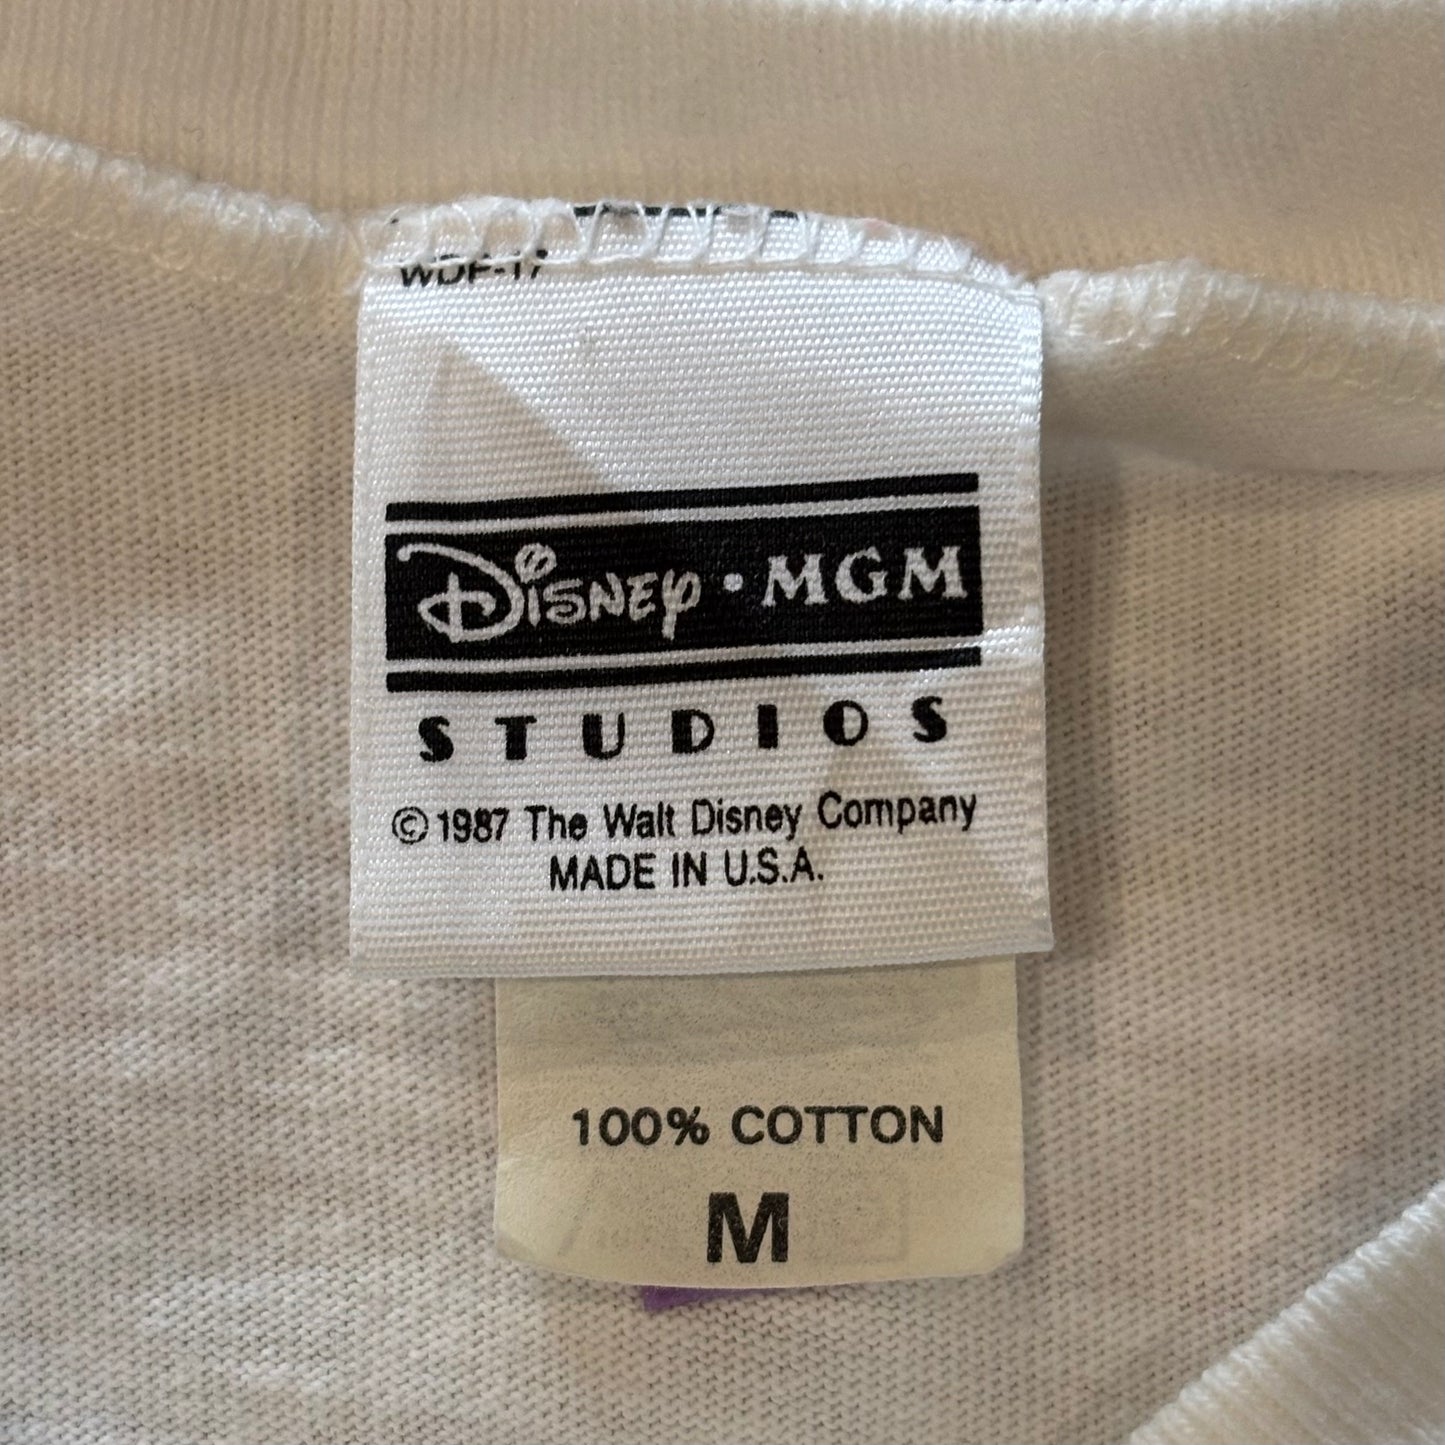 WDF-17
Disney · MGM
STUDIOS
© 1987 The Walt Disney Company
MADE IN U.S.A.
100% COTTON
M